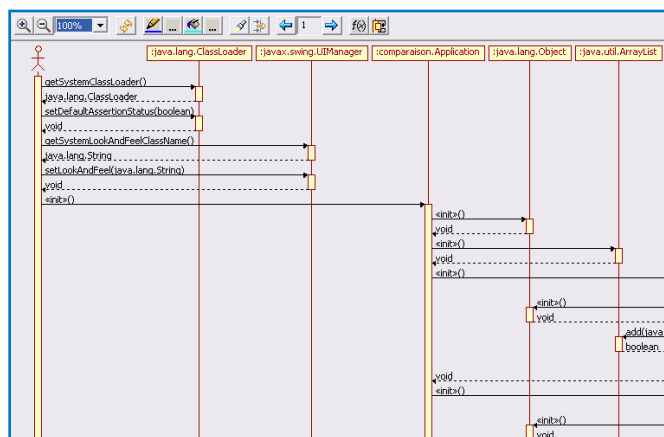 100% ... ... 1 f(x)
:java.lang.ClassLoader :javax.swing.UIManager :comparaison.Application :java.lang.Object :java.util.ArrayList
getSystemClassLoader()
java.lang.ClassLoader
setDefaultAssertionStatus(boolean)
void
getSystemLookAndFeelClassName()
java.lang.String
setLookAndFeel(java.lang.String)
void
«init»()
«init»()
void
«init»()
void
«init»()
«init»()
void
add(java
boolean
void
«init»()
«init»()
void